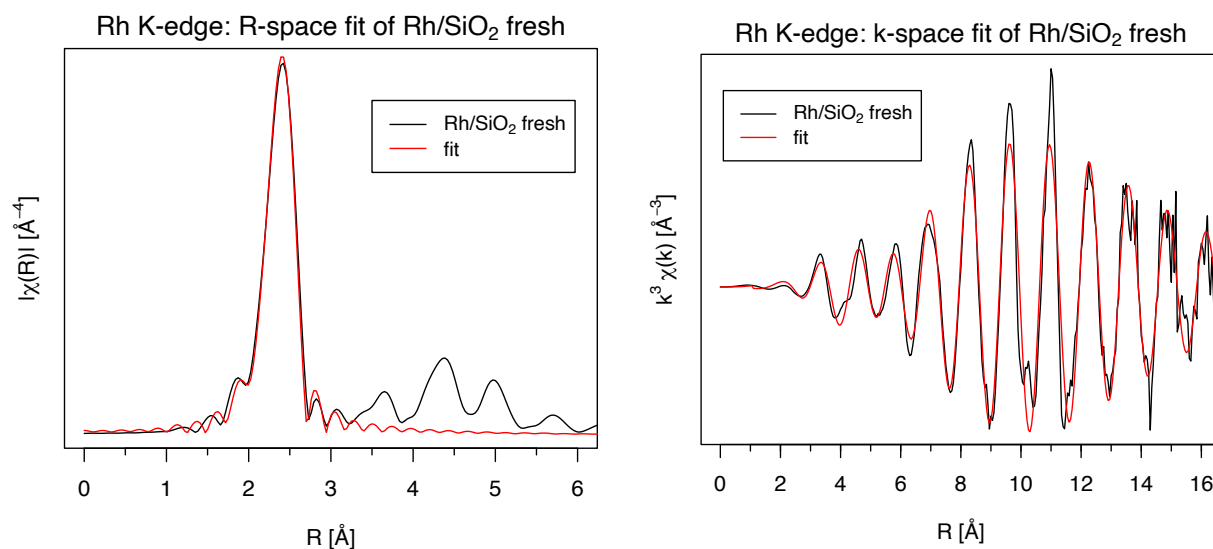 Rh K-edge: R-space fit of Rh/SiO₂ fresh
Rh/SiO₂ fresh
fit
|χ(R)| [Å⁻⁴]
0 1 2 3 4 5 6
R [Å]
Rh K-edge: k-space fit of Rh/SiO₂ fresh
Rh/SiO₂ fresh
fit
k³ χ(k) [Å⁻³]
0 2 4 6 8 10 12 14 16
R [Å]